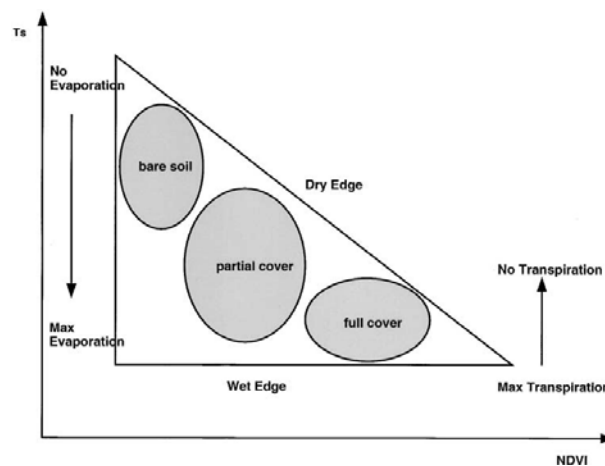 Ts
No
Evaporation
bare soil
Dry Edge
partial cover
No Transpiration
Max
Evaporation
full cover
Wet Edge
Max Transpiration
NDVI